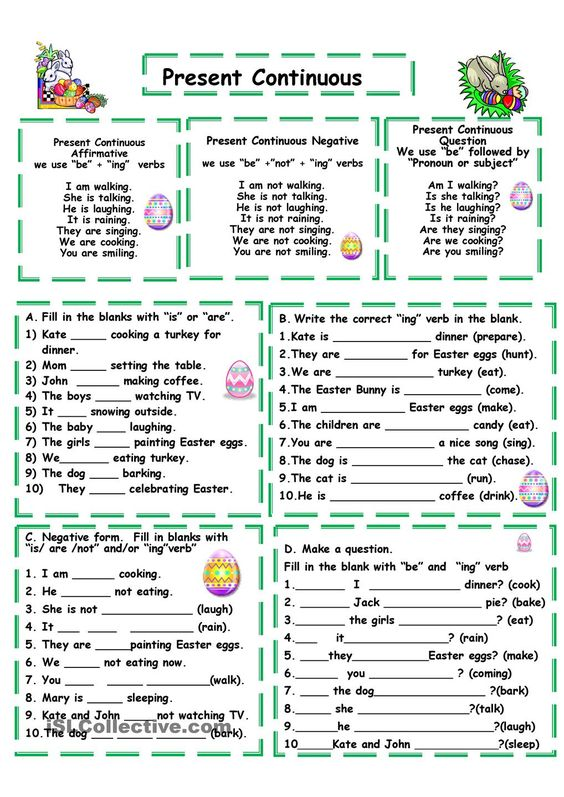 Present Continuous
Present Continuous
Affirmative
we use "be" + "ing" verbs
I am walking.
She is talking.
He is laughing.
It is raining.
They are singing.
We are cooking.
You are smiling.
Present Continuous Negative
we use "be" +"not" + "ing" verbs
I am not walking.
She is not talking.
He is not laughing.
It is not raining.
They are not singing.
We are not cooking.
You are not smiling.
Present Continuous
Question
We use "be" followed by
"Pronoun or subject"
Am I walking?
Is she talking?
Is he laughing?
Is it raining?
Are they singing?
Are we cooking?
Are you smiling?
A. Fill in the blanks with "is" or "are".
1) Kate _____ cooking a turkey for
dinner.
2) Mom _____ setting the table.
3) John _____ making coffee.
4) The boys _____ watching TV.
5) It ____ snowing outside.
6) The baby ____ laughing.
7) The girls _____ painting Easter eggs.
8) We_______ eating turkey.
9) The dog ____ barking.
10) They _____ celebrating Easter.
B. Write the correct "ing" verb in the blank.
1.Kate is ____________ dinner (prepare).
2.They are ___________ for Easter eggs (hunt).
3.We are ____________ turkey (eat).
4.The Easter Bunny is ___________ (come).
5.I am ____________ Easter eggs (make).
6.The children are ____________ candy (eat).
7.You are _____________ a nice song (sing).
8.The dog is _____________ the cat (chase).
9.The cat is _______________ (run).
10.He is _____________ coffee (drink).
C. Negative form. Fill in blanks with
"is/ are /not" and/or "ing"verb"
1. I am _____ cooking.
2. He _______ not eating.
3. She is not ____________ (laugh)
4. It ___ ____ ________ (rain).
5. They are _____painting Easter eggs.
6. We _____ not eating now.
7. You ____ _____ _________(walk).
8. Mary is _____ sleeping.
9. Kate and John _____not watching TV.
10.The dog ___ ____ _______ (bark).
D. Make a question.
Fill in the blank with "be" and "ing" verb
1.______ I ____________ dinner? (cook)
2. ______ Jack _____________ pie? (bake)
3.______ the girls ____________? (eat)
4.____ it_____________? (rain)
5. ____they____________Easter eggs? (make)
6._____ you ____________ ? (coming)
7. ____ the dog______________ ?(bark)
8._____ she ________________?(talk)
9.____he ________________?(laugh)
10_____Kate and John __________?(sleep)
iSLCollective.com